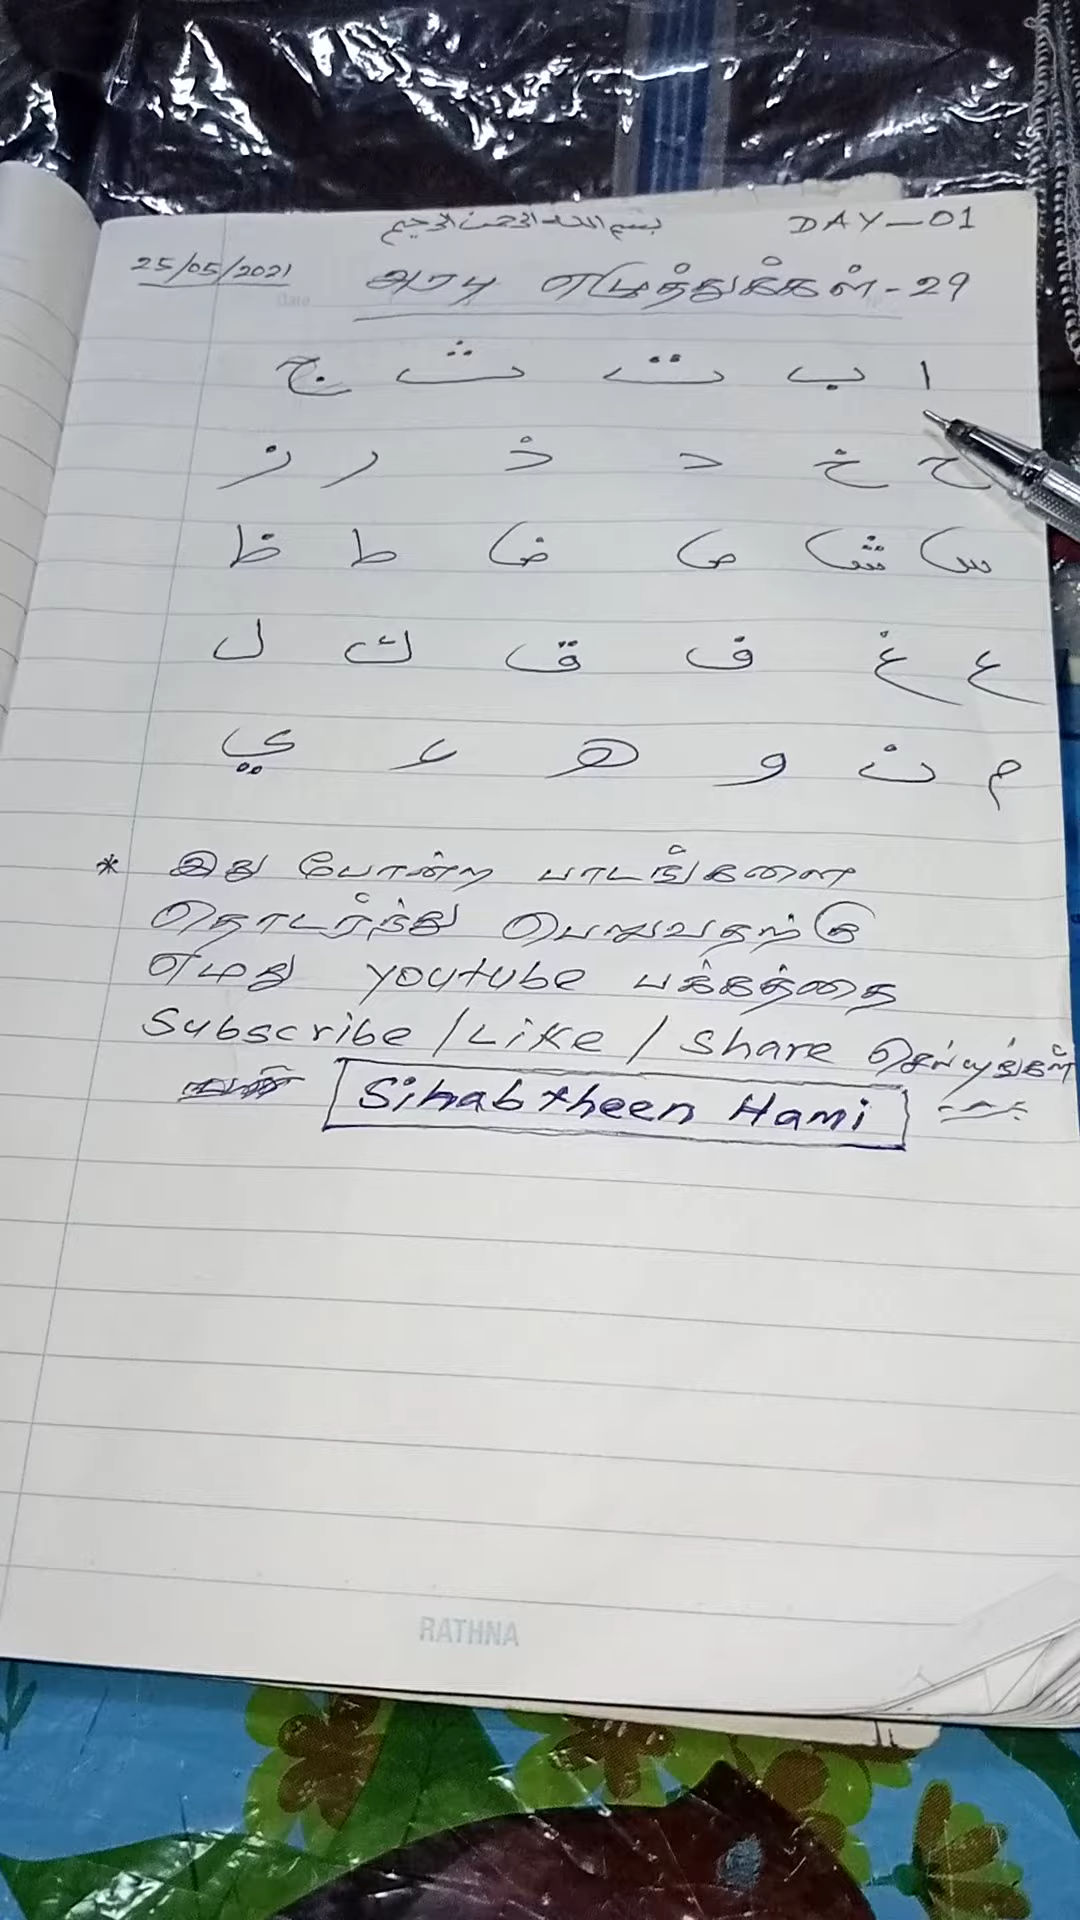 بسم الله الرحمن الرحيم
DAY-01
25/05/2021
அரபு எழுத்துக்கள்-29
ا ب ت ث ج
ح خ د ذ ر ز
س ش ص ض ط ظ
ع غ ف ق ك ل
م ن و ھ ء ي
* இது போன்ற பாடங்களை
தொடர்ந்து பெறுவதற்கு
எமது youtube பக்கத்தை
Subscribe / Like / Share செய்யுங்கள்
Sihabtheen Hami
RATHNA